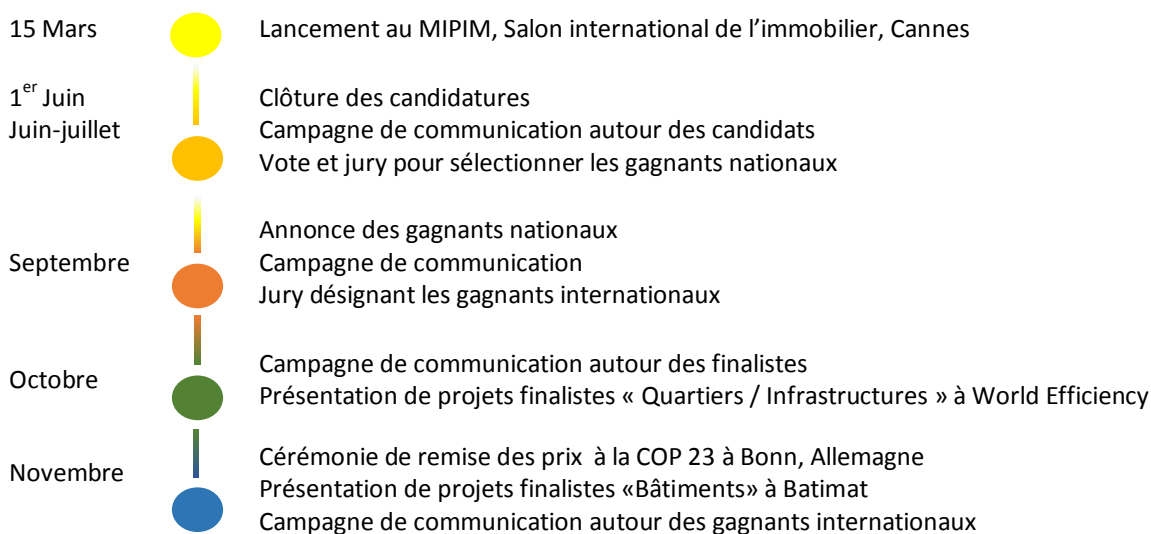 15 Mars Lancement au MIPIM, Salon international de l’immobilier, Cannes
1er Juin Clôture des candidatures
Juin-juillet Campagne de communication autour des candidats
Vote et jury pour sélectionner les gagnants nationaux
Annonce des gagnants nationaux
Septembre Campagne de communication
Jury désignant les gagnants internationaux
Campagne de communication autour des finalistes
Octobre
Présentation de projets finalistes « Quartiers / Infrastructures » à World Efficiency
Cérémonie de remise des prix à la COP 23 à Bonn, Allemagne
Novembre
Présentation de projets finalistes «Bâtiments» à Batimat
Campagne de communication autour des gagnants internationaux